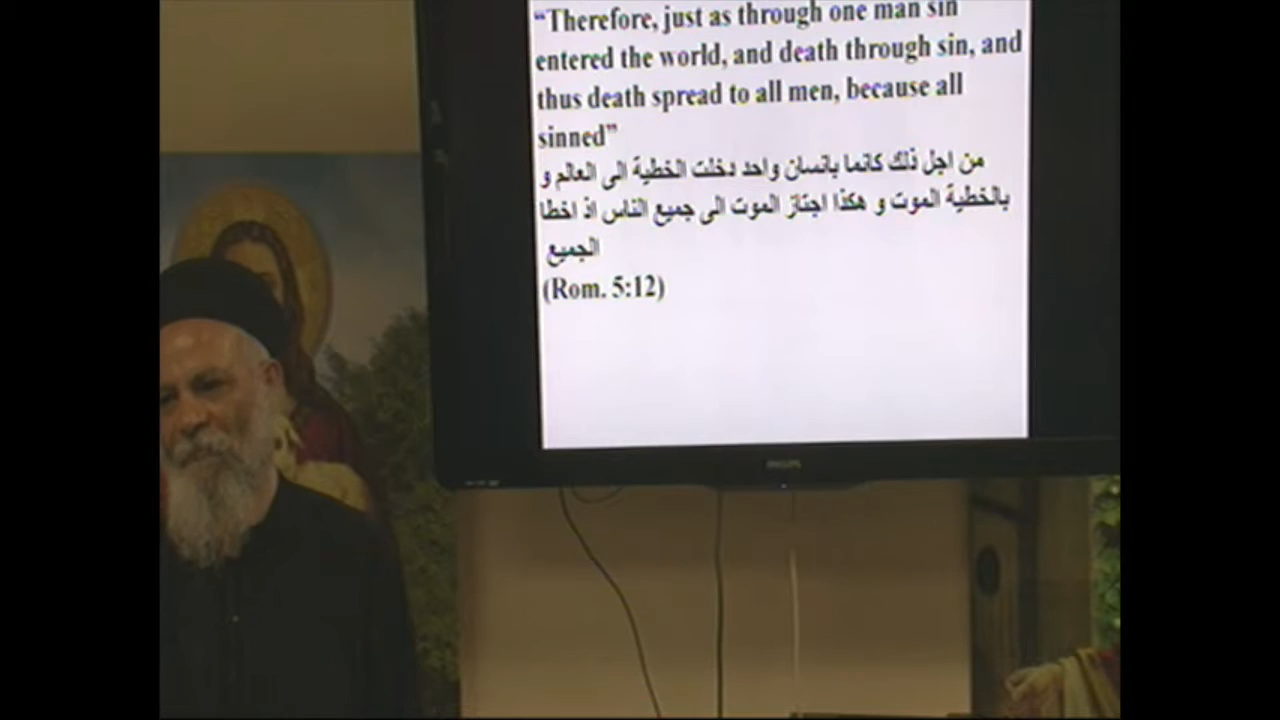 “Therefore, just as through one man sin
entered the world, and death through sin, and
thus death spread to all men, because all
sinned”
من اجل ذلك كانما بانسان واحد دخلت الخطية الى العالم و
بالخطية الموت و هكذا اجتاز الموت الى جميع الناس اذ اخطا
الجميع
(Rom. 5:12)
PHILIPS